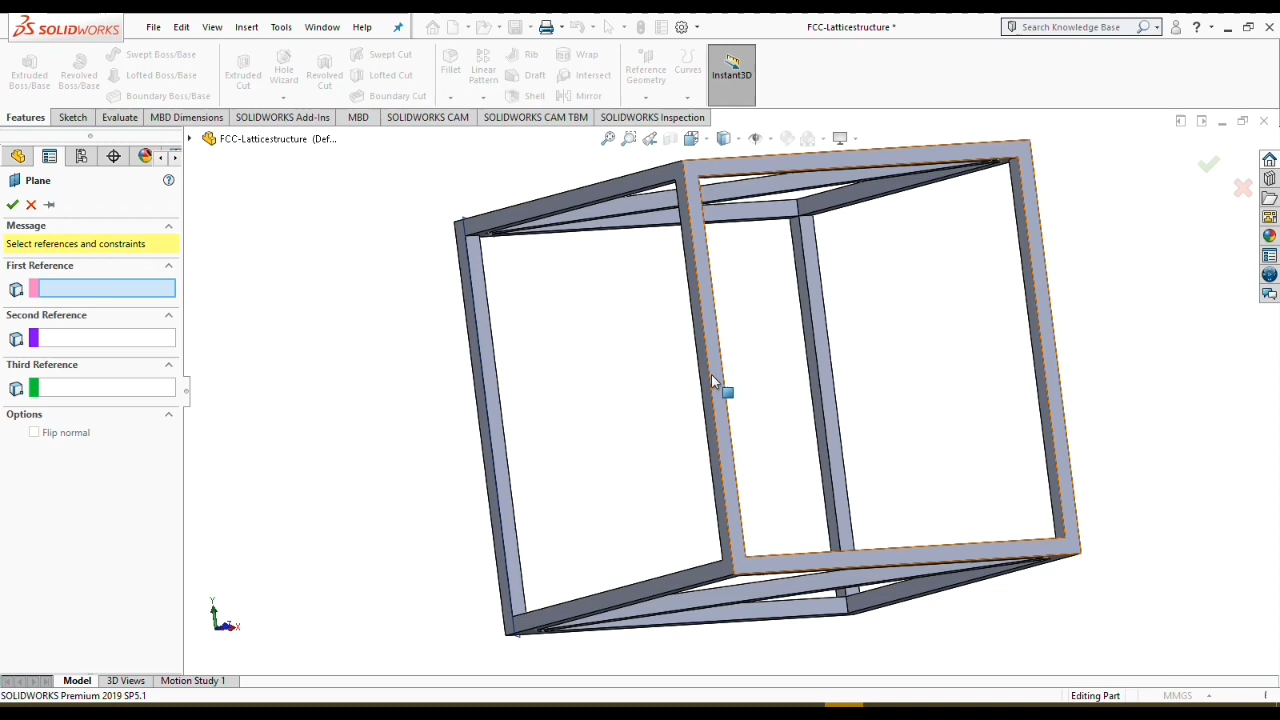 SOLIDWORKS File Edit View Insert Tools Window Help FCC-Latticestructure * Search Knowledge Base ?
Extruded Boss/Base
Revolved Boss/Base
Swept Boss/Base
Lofted Boss/Base
Boundary Boss/Base
Extruded Cut
Hole Wizard
Revolved Cut
Swept Cut
Lofted Cut
Boundary Cut
Fillet
Linear Pattern
Rib
Draft
Shell
Wrap
Intersect
Mirror
Reference Geometry
Curves
Instant3D
Features Sketch Evaluate MBD Dimensions SOLIDWORKS Add-Ins MBD SOLIDWORKS CAM SOLIDWORKS CAM TBM SOLIDWORKS Inspection
FCC-Latticestructure (Def...
Plane
Message
Select references and constraints
First Reference
Second Reference
Third Reference
Options
Flip normal
Y
Z
X
Model 3D Views Motion Study 1
SOLIDWORKS Premium 2019 SP5.1 Editing Part MMGS